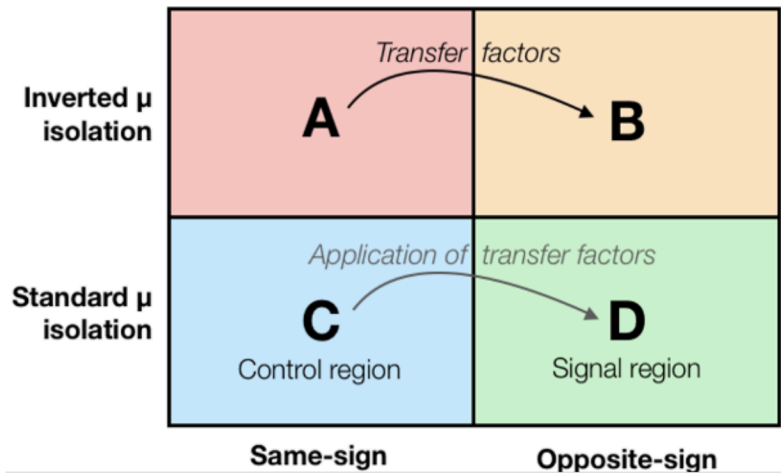 Transfer factors
Inverted μ
isolation
A
B
Application of transfer factors
Standard μ
isolation
C
D
Control region
Signal region
Same-sign
Opposite-sign